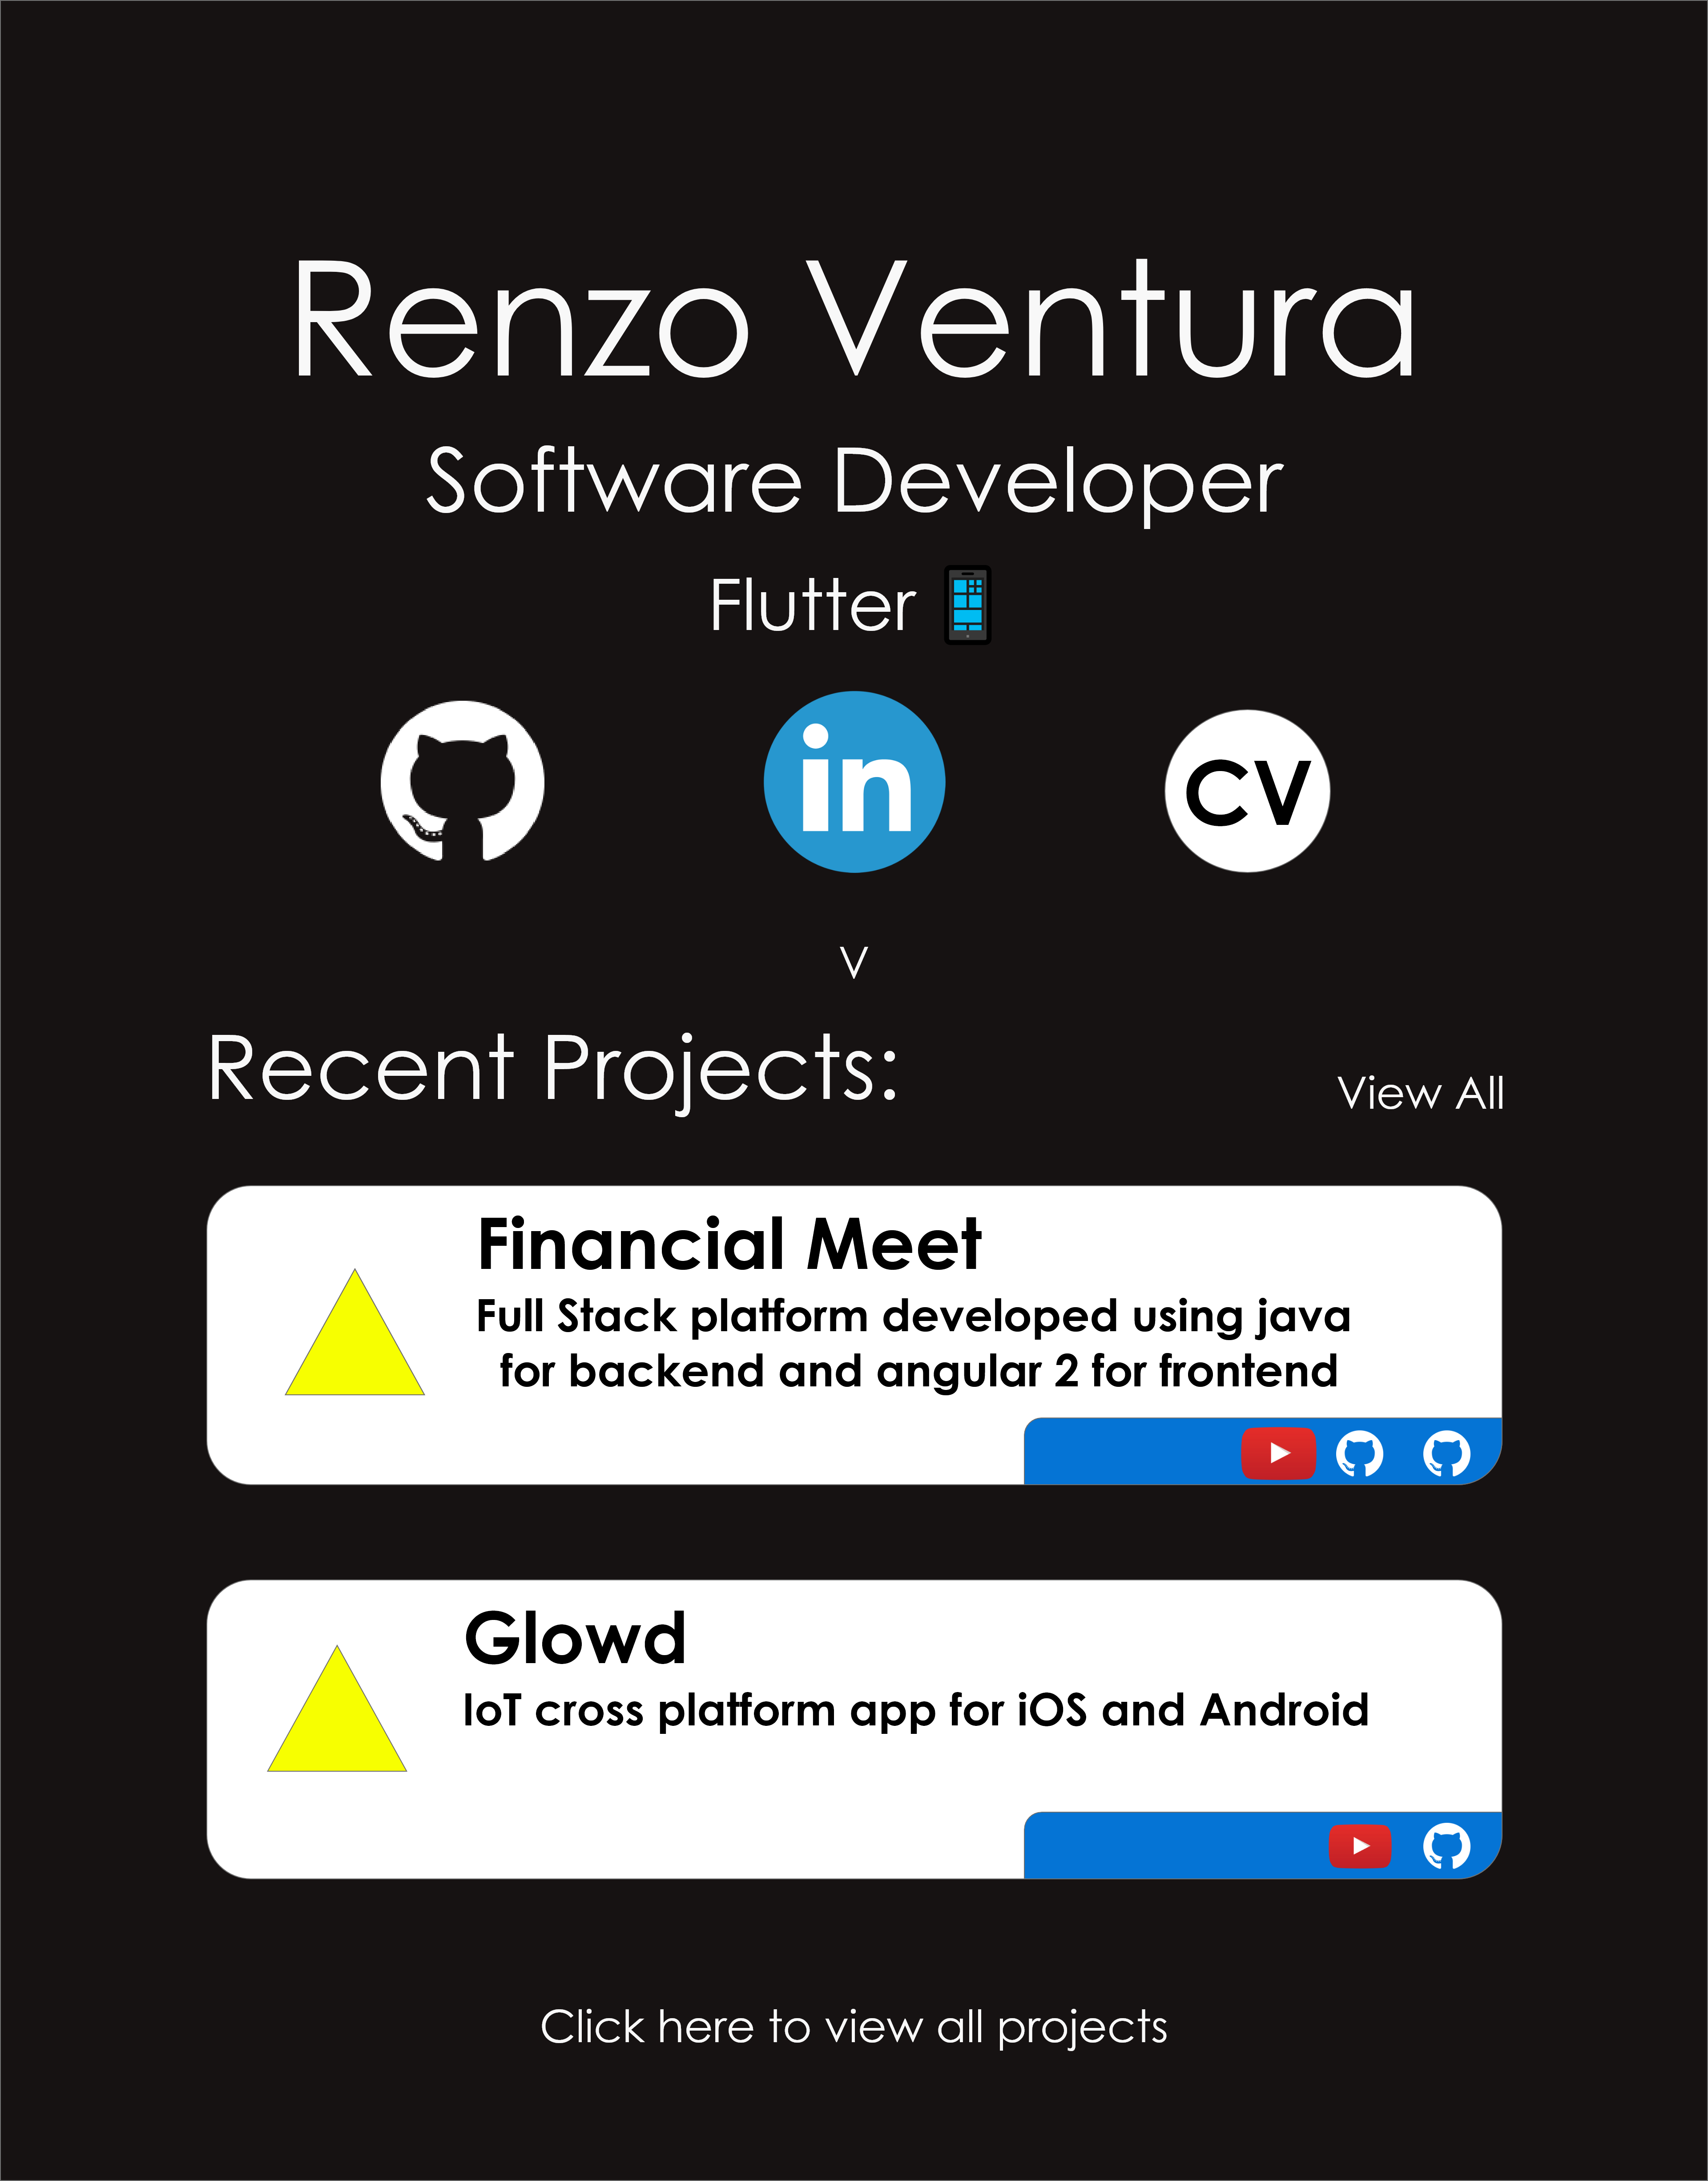 Renzo Ventura
Software Developer
Flutter
in
CV
v
Recent Projects:
View All
Financial Meet
Full Stack platform developed using java
for backend and angular 2 for frontend
Glowd
IoT cross platform app for iOS and Android
Click here to view all projects